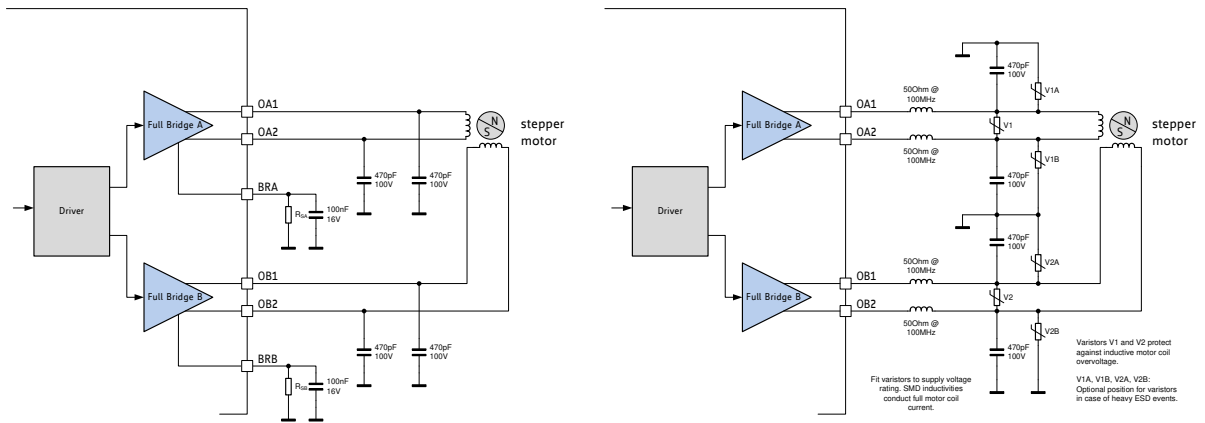 OA1
Full Bridge A
OA2
N
S
stepper
motor
470pF
100V
470pF
100V
BRA
RSA
100nF
16V
Driver
OB1
Full Bridge B
OB2
470pF
100V
470pF
100V
BRB
RSB
100nF
16V
470pF
100V
V1A
50Ohm @
100MHz
OA1
Full Bridge A
V1
OA2
N
S
stepper
motor
50Ohm @
100MHz
V1B
470pF
100V
Driver
470pF
100V
V2A
50Ohm @
100MHz
OB1
Full Bridge B
V2
OB2
50Ohm @
100MHz
V2B
470pF
100V
Varistors V1 and V2 protect
against inductive motor coil
overvoltage.
V1A, V1B, V2A, V2B:
Optional position for varistors
in case of heavy ESD events.
Fit varistors to supply voltage
rating. SMD inductivities
conduct full motor coil
current.